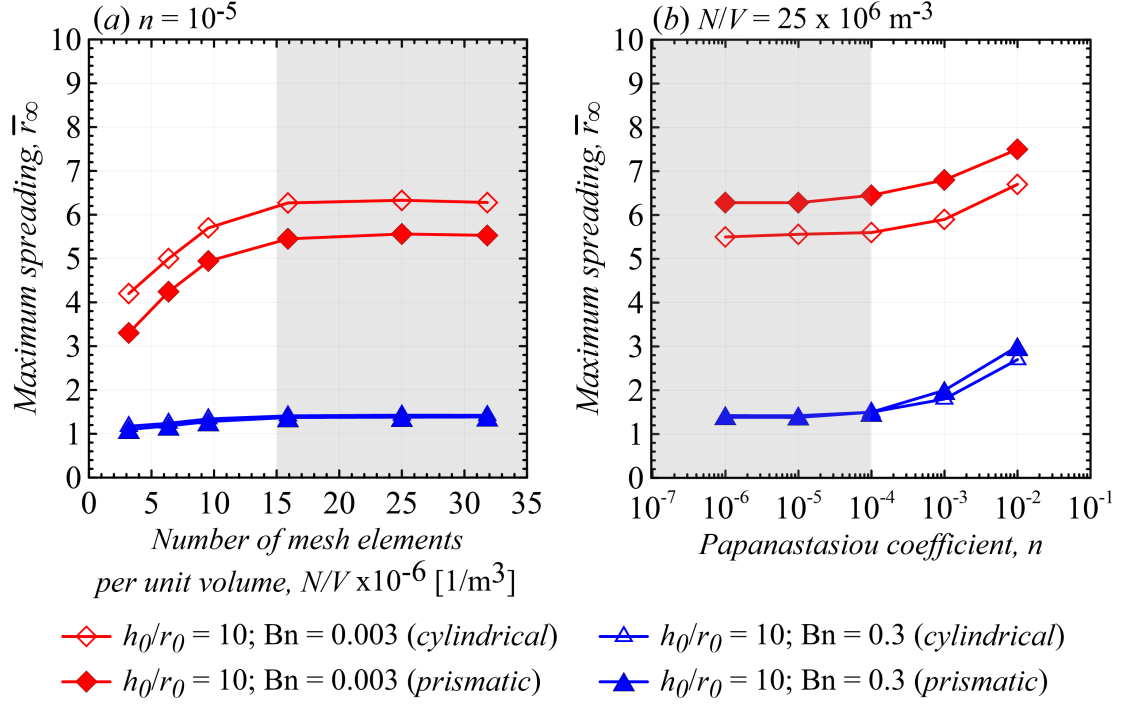 (a) n = 10⁻⁵
10
9
8
7
6
5
4
3
2
1
0
Maximum spreading, r̅∞
0 5 10 15 20 25 30 35
Number of mesh elements
per unit volume, N/V x10⁻⁶ [1/m³]
(b) N/V = 25 x 10⁶ m⁻³
10
9
8
7
6
5
4
3
2
1
0
Maximum spreading, r̅∞
10⁻⁷ 10⁻⁶ 10⁻⁵ 10⁻⁴ 10⁻³ 10⁻² 10⁻¹
Papanastasiou coefficient, n
h₀/r₀ = 10; Bn = 0.003 (cylindrical)
h₀/r₀ = 10; Bn = 0.003 (prismatic)
h₀/r₀ = 10; Bn = 0.3 (cylindrical)
h₀/r₀ = 10; Bn = 0.3 (prismatic)